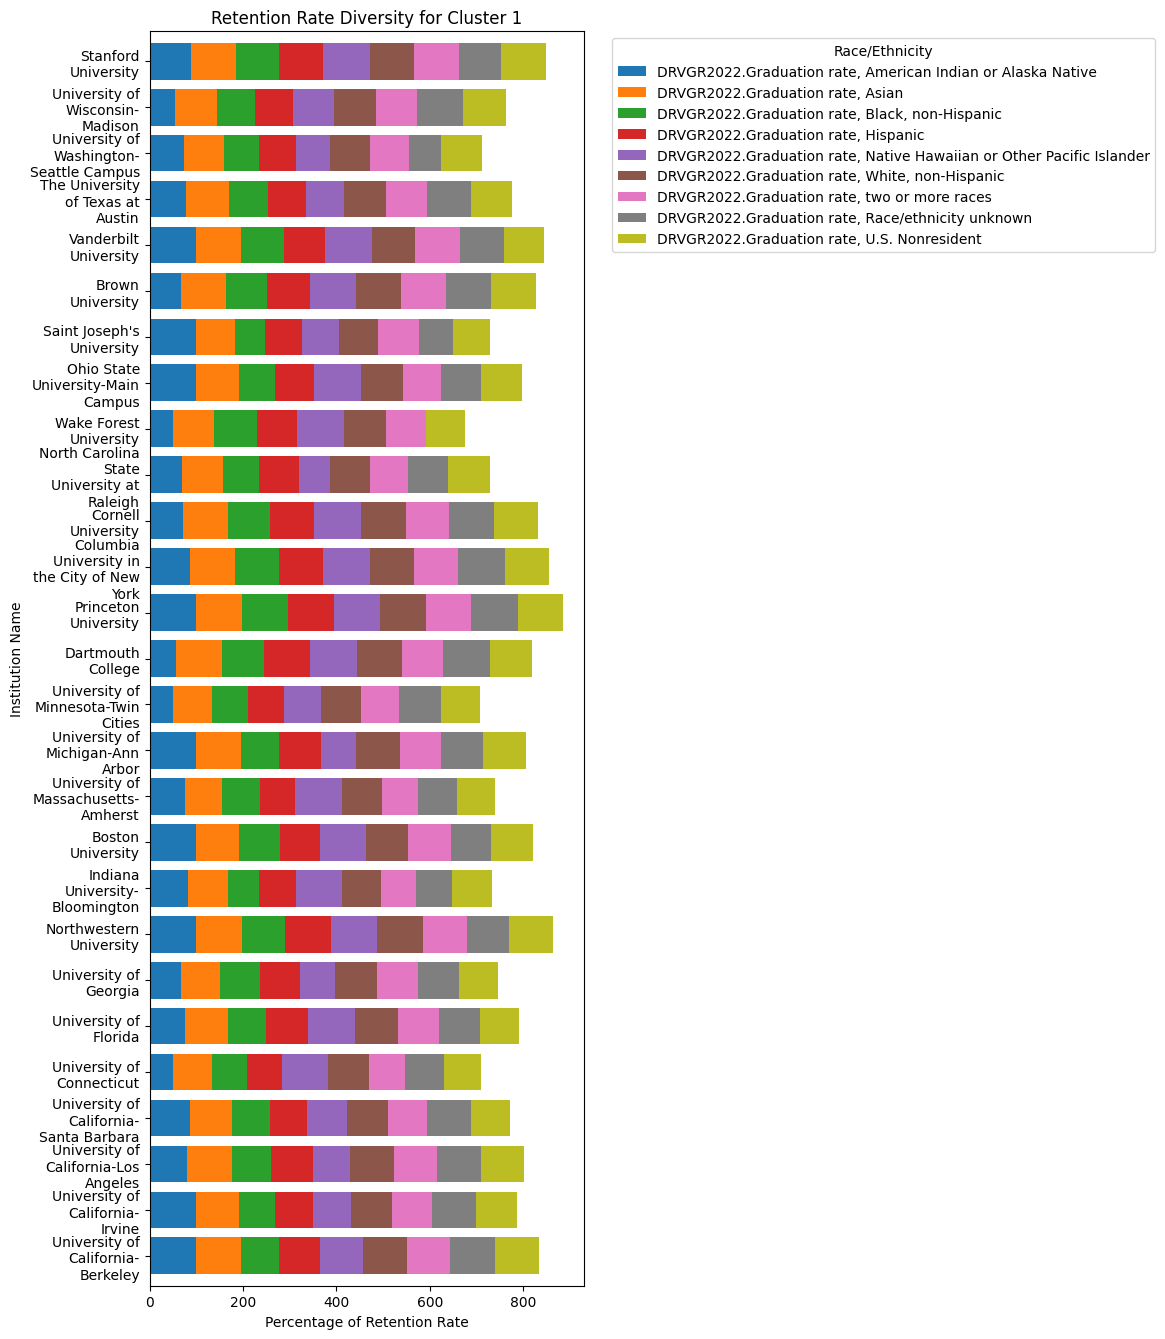 Retention Rate Diversity for Cluster 1
Stanford
University
University of
Wisconsin-
Madison
University of
Washington-
Seattle Campus
The University
of Texas at
Austin
Vanderbilt
University
Brown
University
Saint Joseph's
University
Ohio State
University-Main
Campus
Wake Forest
University
North Carolina
State
University at
Raleigh
Cornell
University
Columbia
University in
the City of New
York
Princeton
University
Dartmouth
College
University of
Minnesota-Twin
Cities
University of
Michigan-Ann
Arbor
University of
Massachusetts-
Amherst
Boston
University
Indiana
University-
Bloomington
Northwestern
University
University of
Georgia
University of
Florida
University of
Connecticut
University of
California-
Santa Barbara
University of
California-Los
Angeles
University of
California-
Irvine
University of
California-
Berkeley
Institution Name
0 200 400 600 800
Percentage of Retention Rate
Race/Ethnicity
DRVGR2022.Graduation rate, American Indian or Alaska Native
DRVGR2022.Graduation rate, Asian
DRVGR2022.Graduation rate, Black, non-Hispanic
DRVGR2022.Graduation rate, Hispanic
DRVGR2022.Graduation rate, Native Hawaiian or Other Pacific Islander
DRVGR2022.Graduation rate, White, non-Hispanic
DRVGR2022.Graduation rate, two or more races
DRVGR2022.Graduation rate, Race/ethnicity unknown
DRVGR2022.Graduation rate, U.S. Nonresident